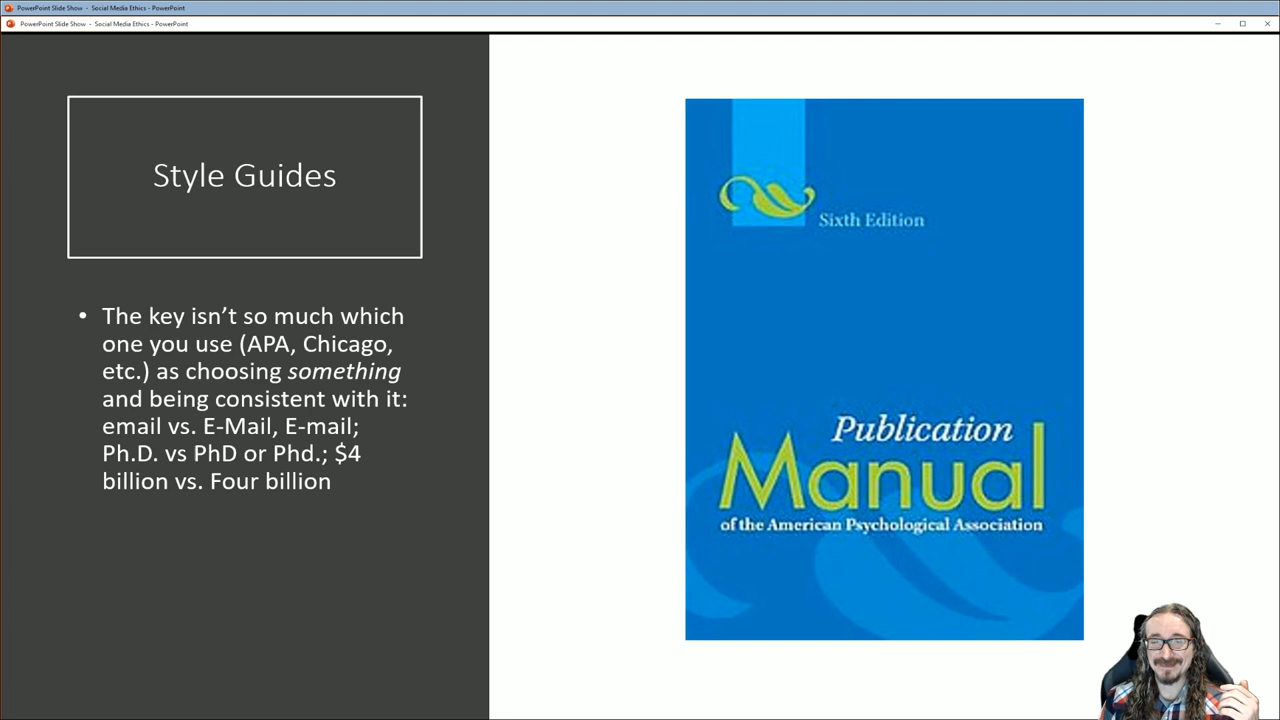 PowerPoint Slide Show - Social Media Ethics - PowerPoint
PowerPoint Slide Show - Social Media Ethics - PowerPoint
Style Guides
• The key isn't so much which
one you use (APA, Chicago,
etc.) as choosing something
and being consistent with it:
email vs. E-Mail, E-mail;
Ph.D. vs PhD or Phd.; $4
billion vs. Four billion
Sixth Edition
Publication
Manual
of the American Psychological Association